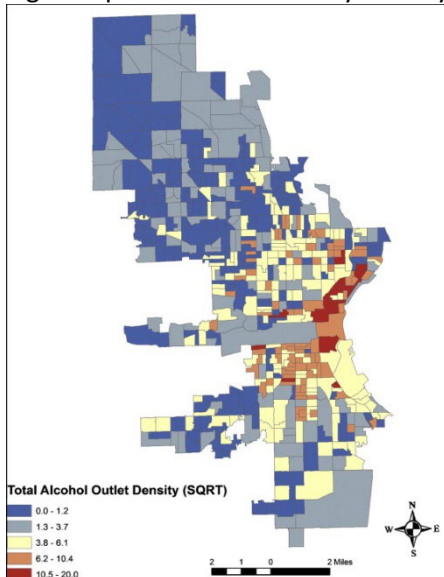 Total Alcohol Outlet Density (SQRT)
0.0 - 1.2
1.3 - 3.7
3.8 - 6.1
6.2 - 10.4
10.5 - 20.0
N
W E
S
2 1 0 2 Miles